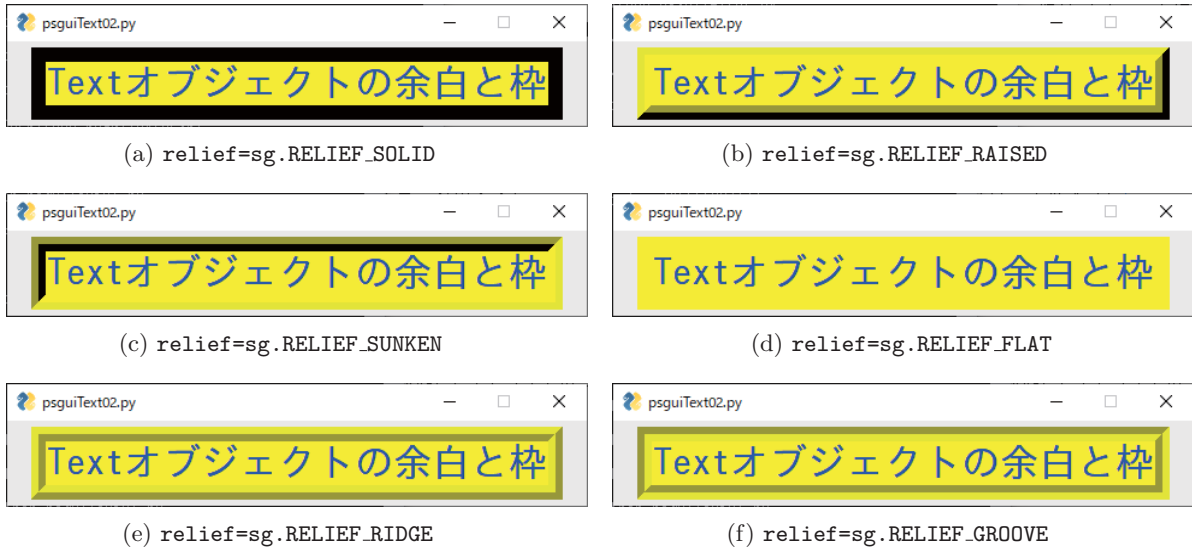 psguiText02.py
Textオブジェクトの余白と枠
(a) relief=sg.RELIEF_SOLID
psguiText02.py
Textオブジェクトの余白と枠
(b) relief=sg.RELIEF_RAISED
psguiText02.py
Textオブジェクトの余白と枠
(c) relief=sg.RELIEF_SUNKEN
psguiText02.py
Textオブジェクトの余白と枠
(d) relief=sg.RELIEF_FLAT
psguiText02.py
Textオブジェクトの余白と枠
(e) relief=sg.RELIEF_RIDGE
psguiText02.py
Textオブジェクトの余白と枠
(f) relief=sg.RELIEF_GROOVE